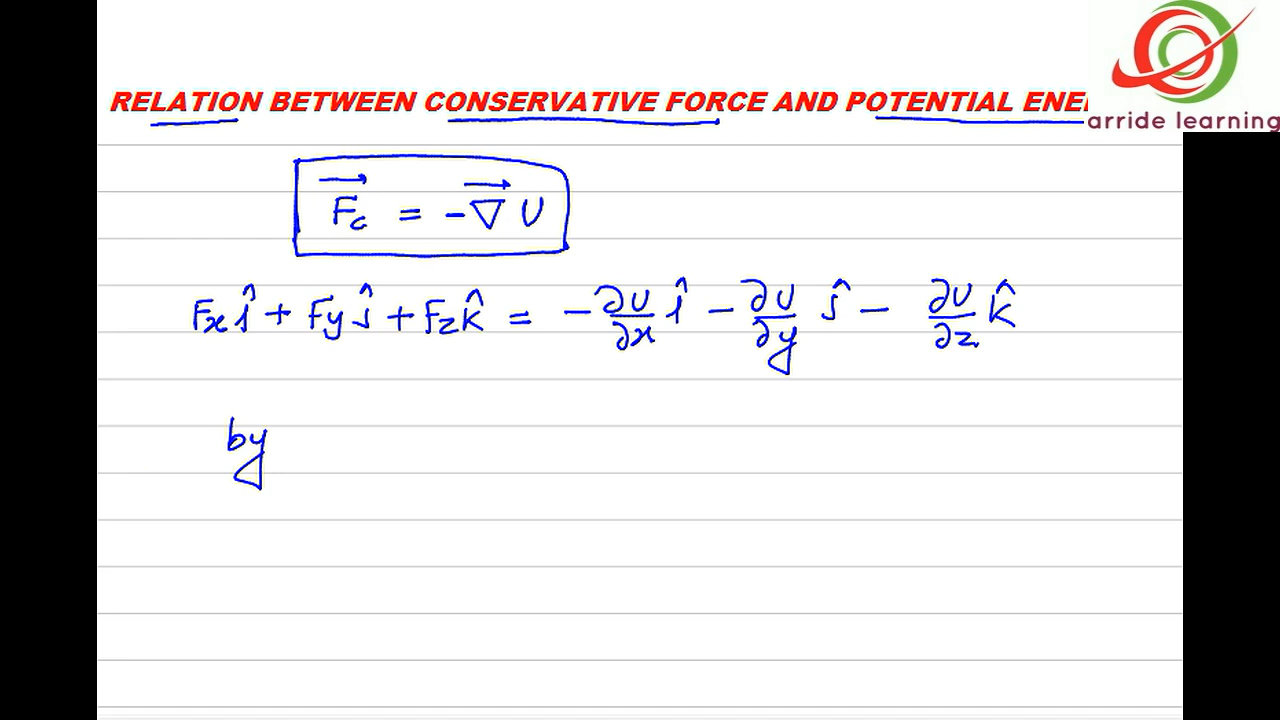 RELATION BETWEEN CONSERVATIVE FORCE AND POTENTIAL ENE
arride learning
F⃗c = -∇⃗ U
Fx î + Fy ĵ + Fz k̂ = - ∂U/∂x î - ∂U/∂y ĵ - ∂U/∂z k̂
by